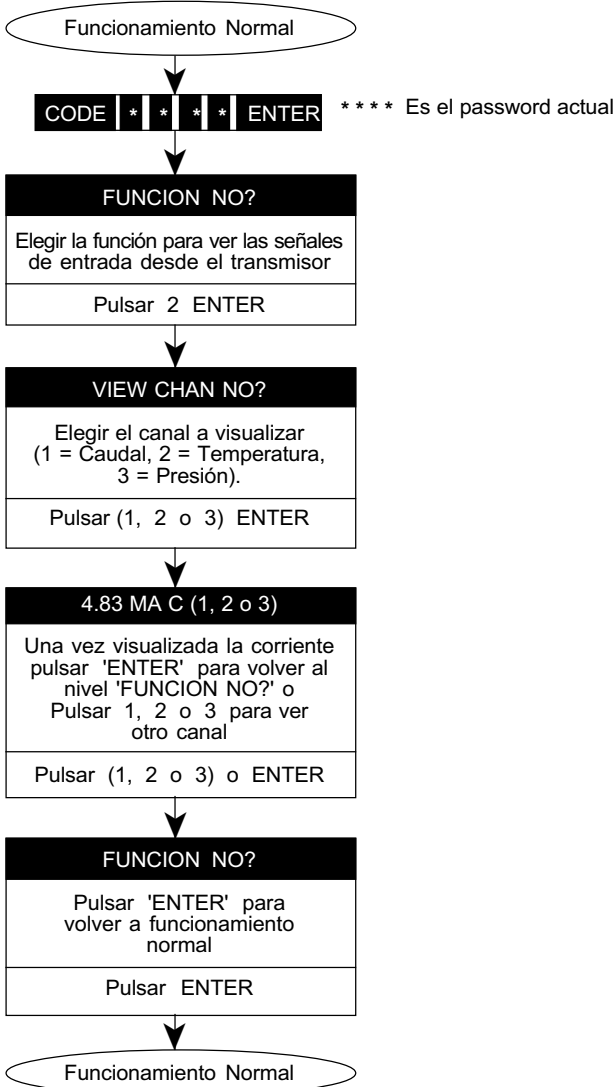 Funcionamiento Normal
CODE * * * * ENTER * * * * Es el password actual
FUNCION NO?
Elegir la función para ver las señales
de entrada desde el transmisor
Pulsar 2 ENTER
VIEW CHAN NO?
Elegir el canal a visualizar
(1 = Caudal, 2 = Temperatura,
3 = Presión).
Pulsar (1, 2 o 3) ENTER
4.83 MA C (1, 2 o 3)
Una vez visualizada la corriente
pulsar 'ENTER' para volver al
nivel 'FUNCION NO?' o
Pulsar 1, 2 o 3 para ver
otro canal
Pulsar (1, 2 o 3) o ENTER
FUNCION NO?
Pulsar 'ENTER' para
volver a funcionamiento
normal
Pulsar ENTER
Funcionamiento Normal